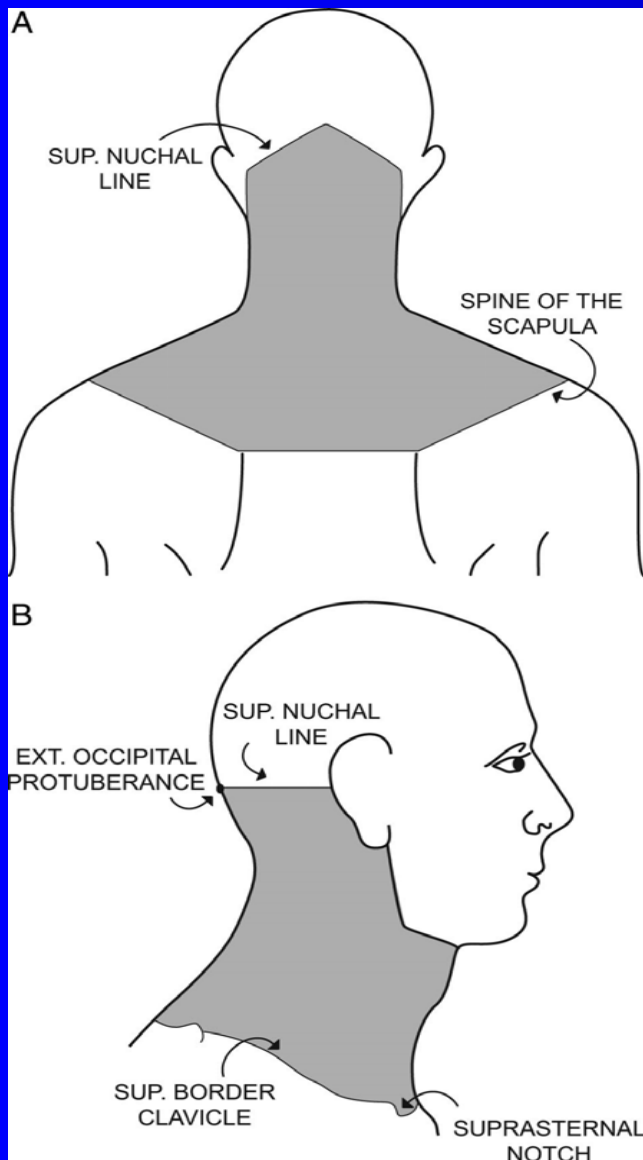 A
SUP. NUCHAL
LINE
SPINE OF THE
SCAPULA
B
SUP. NUCHAL
LINE
EXT. OCCIPITAL
PROTUBERANCE
SUP. BORDER
CLAVICLE
SUPRASTERNAL
NOTCH